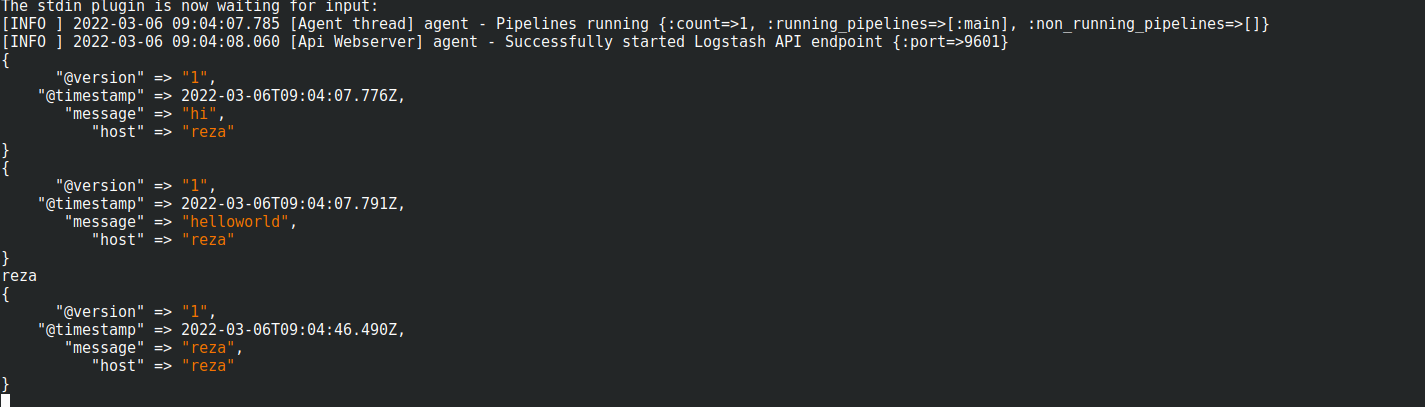 The stdin plugin is now waiting for input:
[INFO ] 2022-03-06 09:04:07.785 [Agent thread] agent - Pipelines running {:count=>1, :running_pipelines=>[:main], :non_running_pipelines=>[]}
[INFO ] 2022-03-06 09:04:08.060 [Api Webserver] agent - Successfully started Logstash API endpoint {:port=>9601}
{
      "@version" => "1",
    "@timestamp" => 2022-03-06T09:04:07.776Z,
       "message" => "hi",
          "host" => "reza"
}
{
      "@version" => "1",
    "@timestamp" => 2022-03-06T09:04:07.791Z,
       "message" => "helloworld",
          "host" => "reza"
}
reza
{
      "@version" => "1",
    "@timestamp" => 2022-03-06T09:04:46.490Z,
       "message" => "reza",
          "host" => "reza"
}